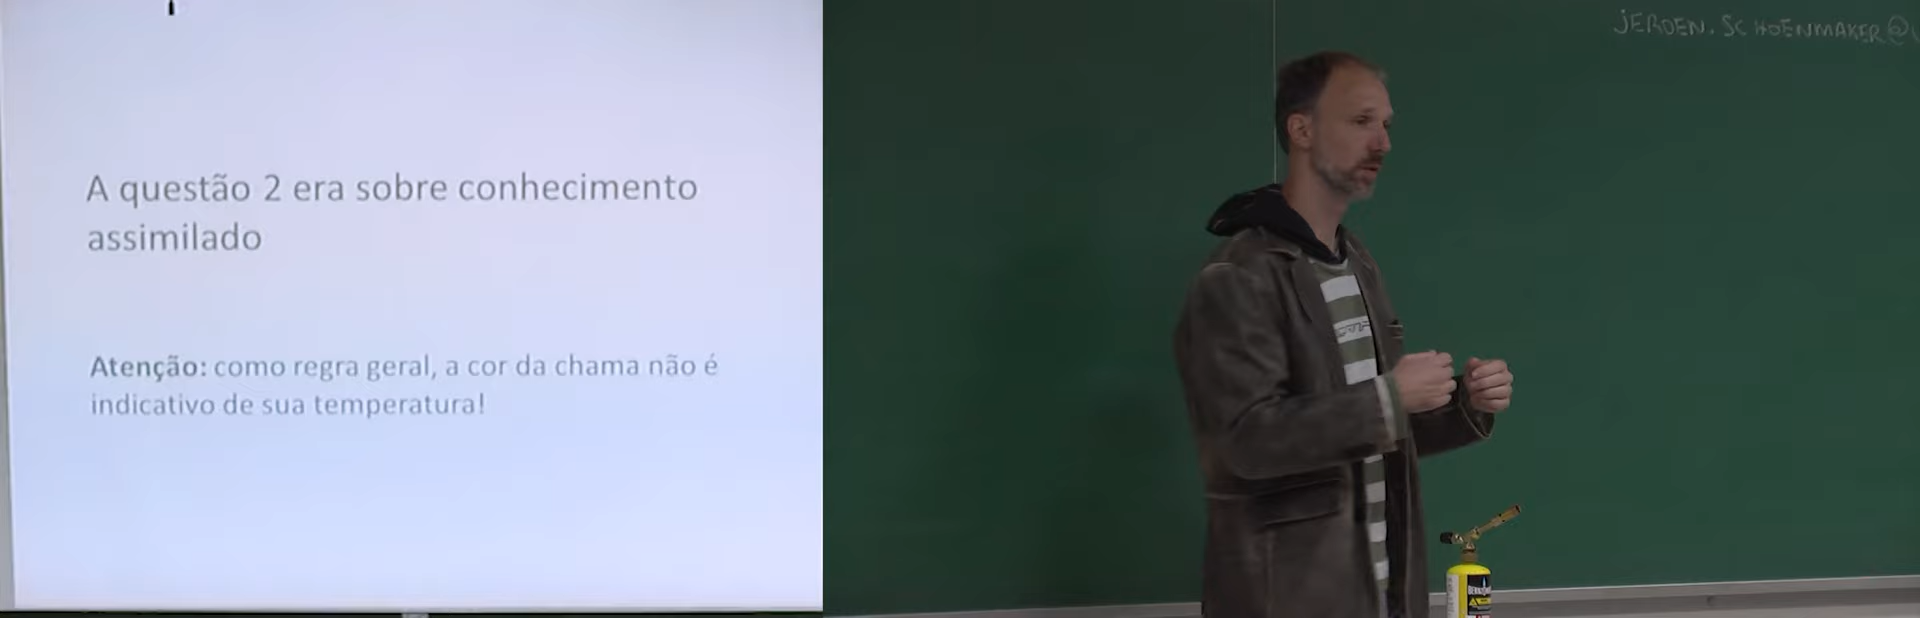 A questão 2 era sobre conhecimento
assimilado
Atenção: como regra geral, a cor da chama não é
indicativo de sua temperatura!
JEROEN.SCHOENMAKER@